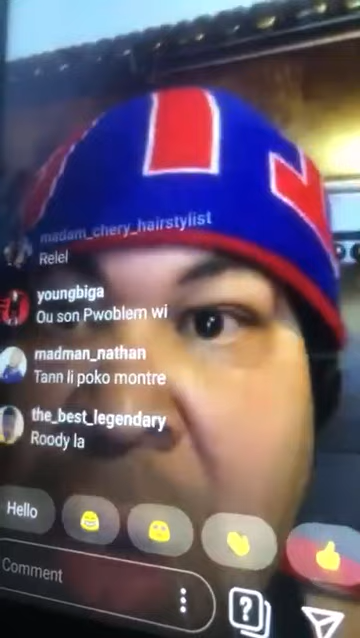 madam_chery_hairstylist
Relel
youngbiga
Ou son Pwoblem wi
madman_nathan
Tann li poko montre
the_best_legendary
Roody la
Hello
Comment